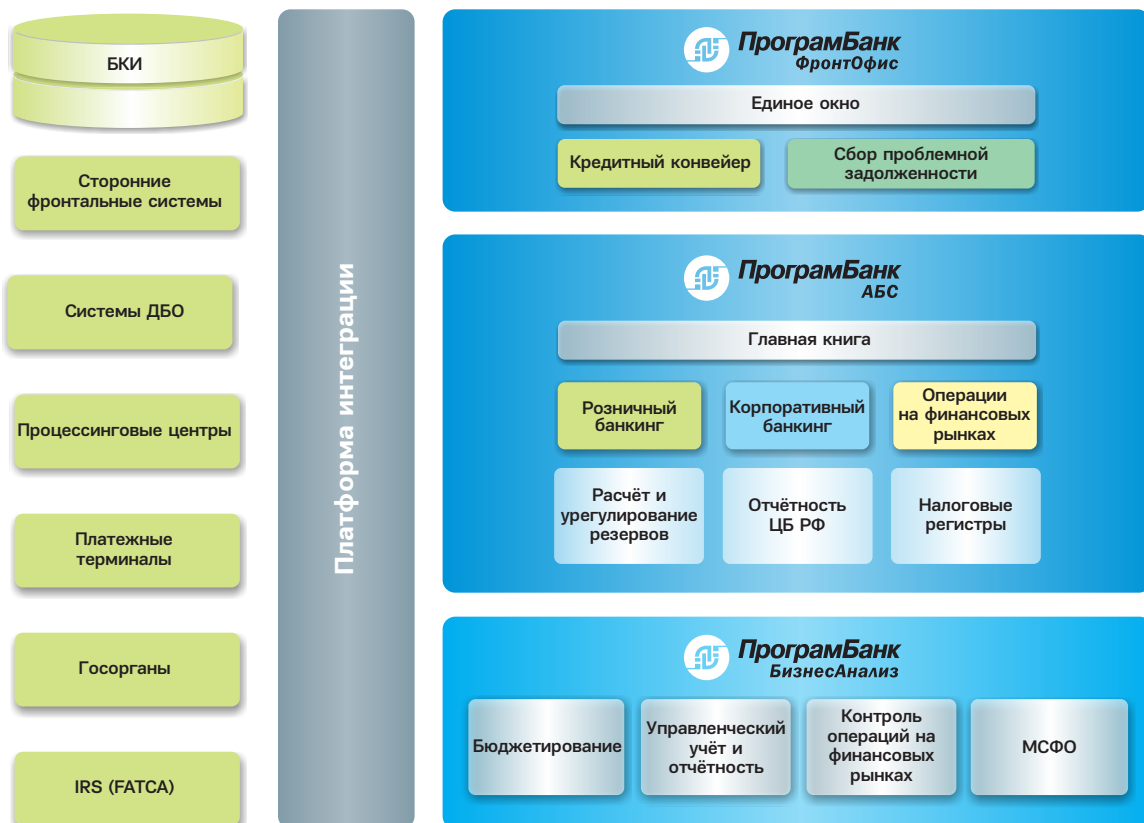 БКИ
Сторонние
фронтальные системы
Системы ДБО
Процессинговые центры
Платежные
терминалы
Госорганы
IRS (FATCA)
Платформа интеграции
ПрограмБанк
ФронтОфис
Единое окно
Кредитный конвейер
Сбор проблемной
задолженности
ПрограмБанк
АБС
Главная книга
Розничный
банкинг
Корпоративный
банкинг
Операции
на финансовых
рынках
Расчёт и
урегулирование
резервов
Отчётность
ЦБ РФ
Налоговые
регистры
ПрограмБанк
БизнесАнализ
Бюджетирование
Управленческий
учёт и
отчётность
Контроль
операций на
финансовых
рынках
МСФО